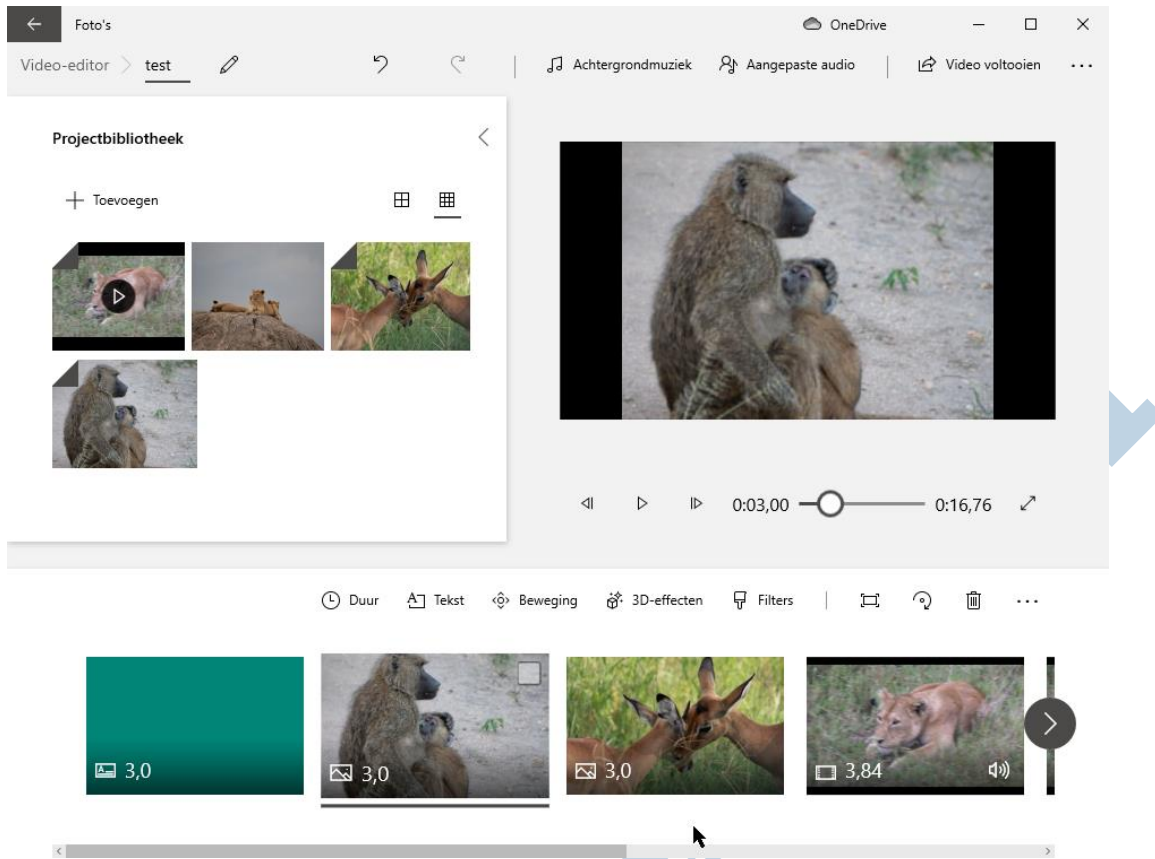 Foto's
OneDrive
Video-editor
test
Achtergrondmuziek
Aangepaste audio
Video voltooien
Projectbibliotheek
Toevoegen
0:03,00
0:16,76
Duur
Tekst
Beweging
3D-effecten
Filters
3,0
3,0
3,0
3,84